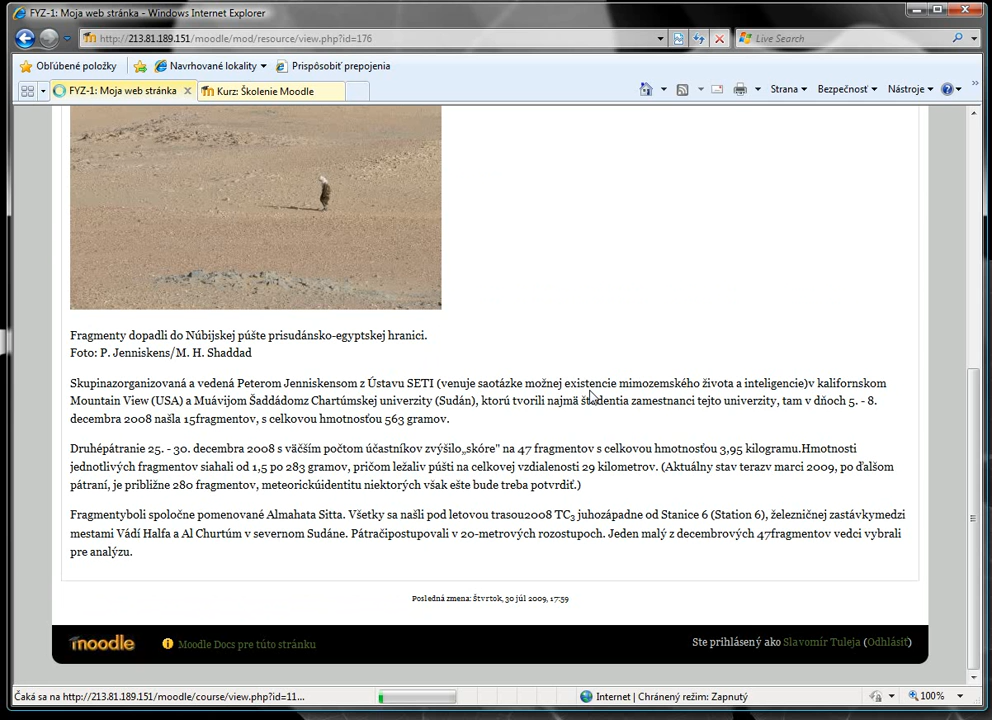 FYZ-1: Moja web stránka - Windows Internet Explorer
http://213.81.189.151/moodle/mod/resource/view.php?id=176
Live Search
Obľúbené položky
Navrhované lokality
Prispôsobiť prepojenia
FYZ-1: Moja web stránka
Kurz: Školenie Moodle
Strana
Bezpečnosť
Nástroje
Fragmenty dopadli do Núbijskej púšte prisudánsko-egyptskej hranici.
Foto: P. Jenniskens/M. H. Shaddad
Skupinazorganizovaná a vedená Peterom Jenniskensom z Ústavu SETI (venuje saotázke možnej existencie mimozemského života a inteligencie)v kalifornskom
Mountain View (USA) a Muávijom Šaddádomz Chartúmskej univerzity (Sudán), ktorú tvorili najmä študentia zamestnanci tejto univerzity, tam v dňoch 5. - 8.
decembra 2008 našla 15fragmentov, s celkovou hmotnosťou 563 gramov.
Druhépátranie 25. - 30. decembra 2008 s väčším počtom účastníkov zvýšilo„skóre" na 47 fragmentov s celkovou hmotnosťou 3,95 kilogramu.Hmotnosti
jednotlivých fragmentov siahali od 1,5 po 283 gramov, pričom ležaliv púšti na celkovej vzdialenosti 29 kilometrov. (Aktuálny stav terazv marci 2009, po ďalšom
pátraní, je približne 280 fragmentov, meteorickúidentitu niektorých však ešte bude treba potvrdiť.)
Fragmentyboli spoločne pomenované Almahata Sitta. Všetky sa našli pod letovou trasou2008 TC3 juhozápadne od Stanice 6 (Station 6), železničnej zastávkymedzi
mestami Vádí Halfa a Al Churtúm v severnom Sudáne. Pátračipostupovali v 20-metrových rozostupoch. Jeden malý z decembrových 47fragmentov vedci vybrali
pre analýzu.
Posledná zmena: štvrtok, 30 júl 2009, 17:59
moodle
Moodle Docs pre túto stránku
Ste prihlásený ako Slavomír Tuleja (Odhlásiť)
Čaká sa na http://213.81.189.151/moodle/course/view.php?id=11...
Internet | Chránený režim: Zapnutý
100%